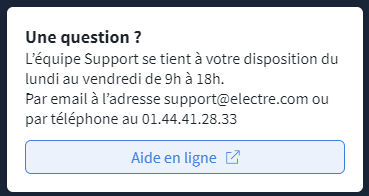 Une question ?
L’équipe Support se tient à votre disposition du
lundi au vendredi de 9h à 18h.
Par email à l’adresse support@electre.com ou
par téléphone au 01.44.41.28.33
Aide en ligne